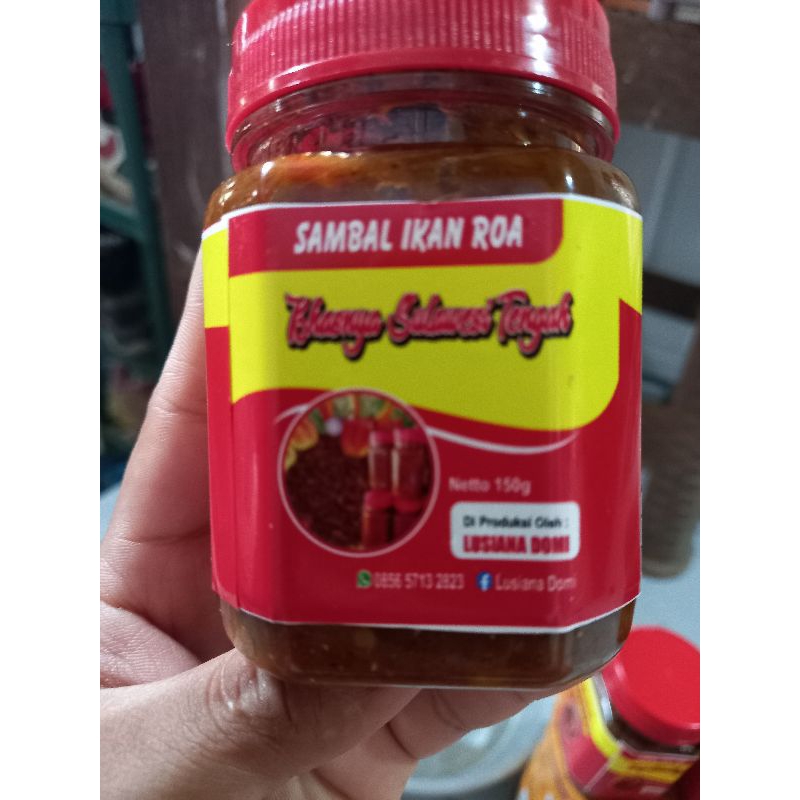 SAMBAL IKAN ROA
Khasnya Sulawesi Tengah
Netto 150g
Di Produksi Oleh :
LUSIANA DOMI
0856 5713 2823 Lusiana Domi